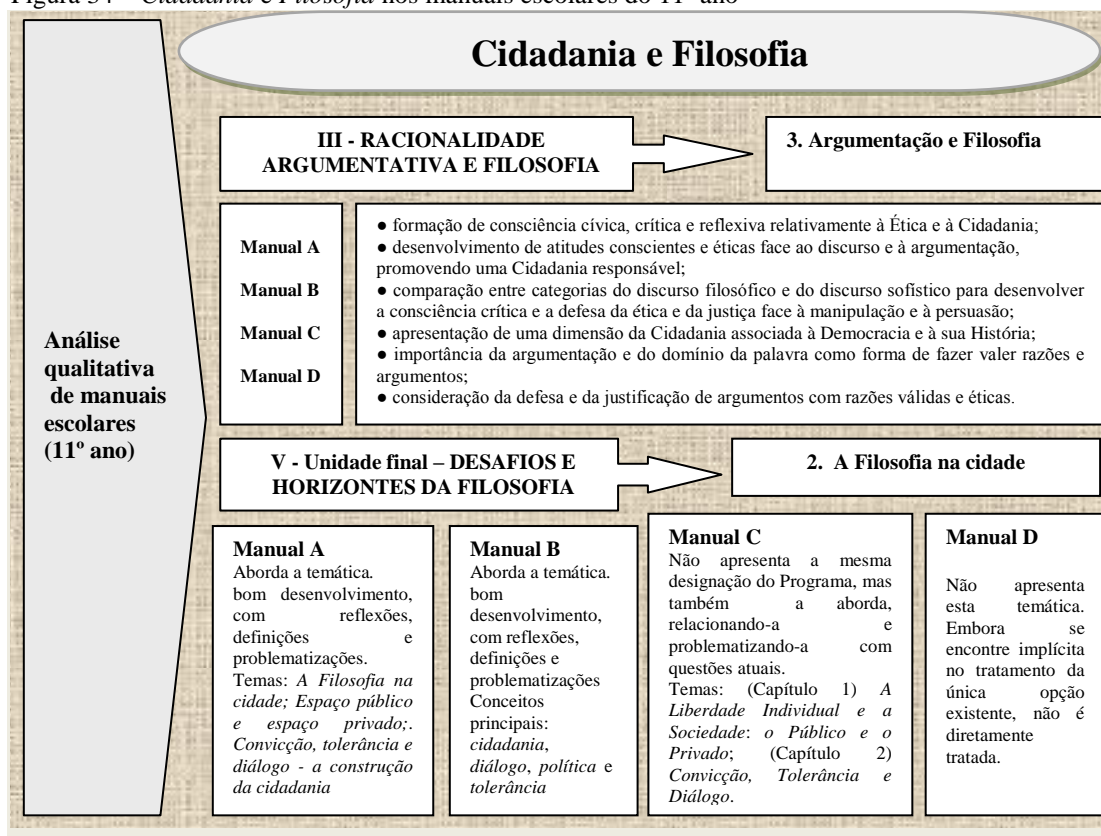 Figura 34 – Cidadania e Filosofia nos manuais escolares do 11º ano
Cidadania e Filosofia
Análise
qualitativa
de manuais
escolares
(11º ano)
III - RACIONALIDADE
ARGUMENTATIVA E FILOSOFIA
3. Argumentação e Filosofia
Manual A
Manual B
Manual C
Manual D
● formação de consciência cívica, crítica e reflexiva relativamente à Ética e à Cidadania;
● desenvolvimento de atitudes conscientes e éticas face ao discurso e à argumentação,
promovendo uma Cidadania responsável;
● comparação entre categorias do discurso filosófico e do discurso sofístico para desenvolver
a consciência crítica e a defesa da ética e da justiça face à manipulação e à persuasão;
● apresentação de uma dimensão da Cidadania associada à Democracia e à sua História;
● importância da argumentação e do domínio da palavra como forma de fazer valer razões e
argumentos;
● consideração da defesa e da justificação de argumentos com razões válidas e éticas.
V - Unidade final – DESAFIOS E
HORIZONTES DA FILOSOFIA
2. A Filosofia na cidade
Manual A
Aborda a temática.
bom desenvolvimento,
com reflexões,
definições e
problematizações.
Temas: A Filosofia na
cidade; Espaço público
e espaço privado;.
Convicção, tolerância e
diálogo - a construção
da cidadania
Manual B
Aborda a temática.
bom
desenvolvimento,
com reflexões,
definições e
problematizações
Conceitos
principais:
cidadania,
diálogo, política e
tolerância
Manual C
Não apresenta a mesma
designação do Programa, mas
também a aborda,
relacionando-a e
problematizando-a com
questões atuais.
Temas: (Capítulo 1) A
Liberdade Individual e a
Sociedade: o Público e o
Privado; (Capítulo 2)
Convicção, Tolerância e
Diálogo.
Manual D
Não apresenta
esta temática.
Embora se
encontre implícita
no tratamento da
única opção
existente, não é
diretamente
tratada.